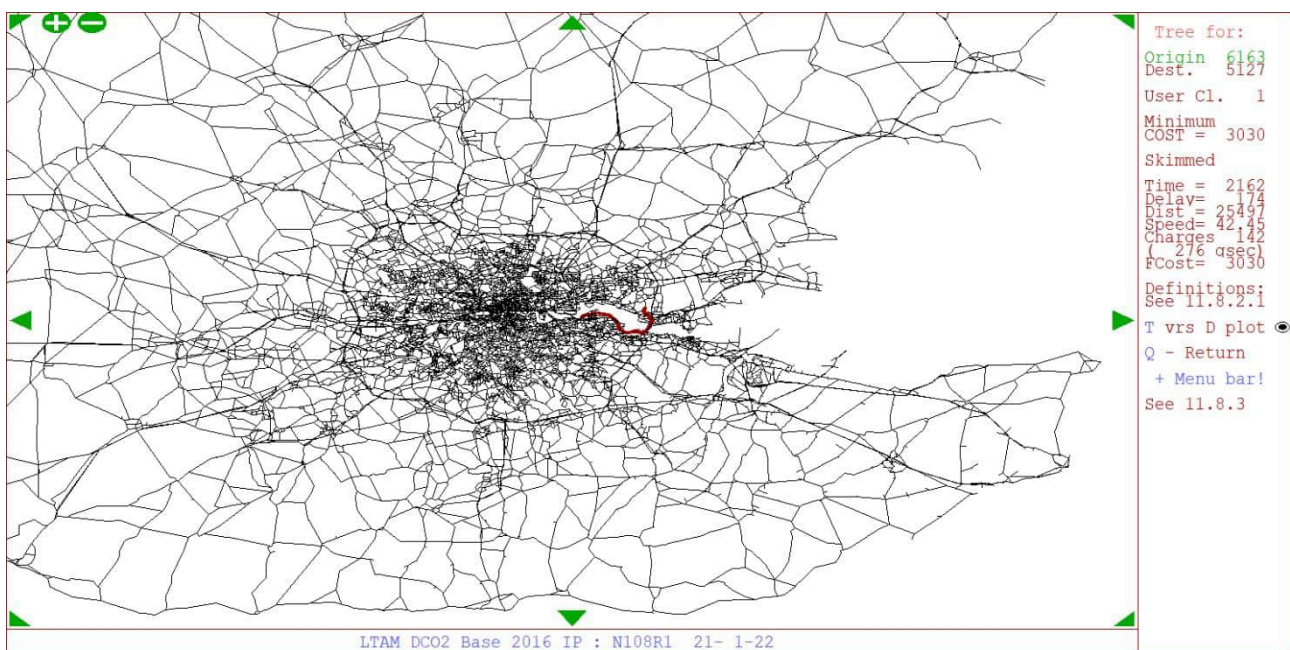 Tree for:
Origin 6163
Dest. 5127
User Cl. 1
Minimum
COST = 3030
Skimmed
Time = 2162
Delay= 174
Dist = 25497
Speed= 42.45
Charges 142
( 276 gsec)
FCost= 3030
Definitions:
See 11.8.2.1
T vrs D plot
Q - Return
+ Menu bar!
See 11.8.3
LTAM DCO2 Base 2016 IP : N108R1 21- 1-22